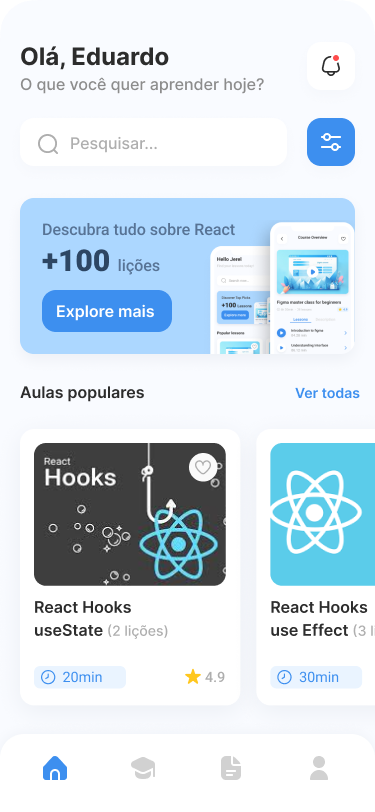 Olá, Eduardo
O que você quer aprender hoje?
Pesquisar...
Descubra tudo sobre React
+100 lições
Explore mais
Hello, Jane!
Course Overview
Figma master class for beginners
Lessons
Introduction to figma
Understanding interface
Discover Top Picks
+100 lessons
Explore more
Popular lessons
Aulas populares
Ver todas
React
Hooks
React Hooks
useState (2 lições)
20min
4.9
React Hooks
use Effect (3 l
30min